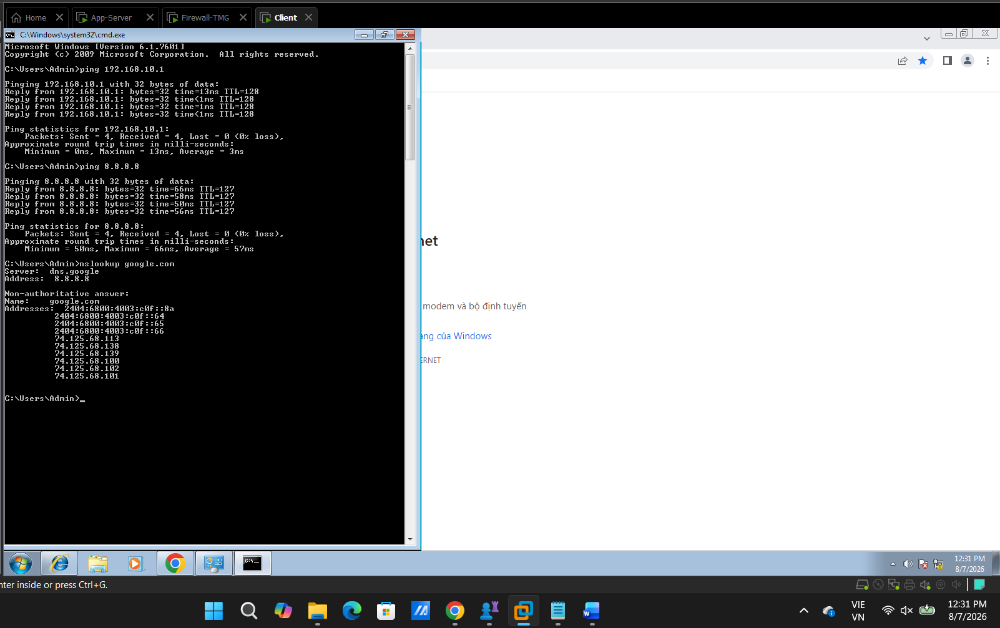 Home
App-Server
Firewall-TMG
Client
C:\Windows\system32\cmd.exe
Microsoft Windows [Version 6.1.7601]
Copyright (c) 2009 Microsoft Corporation.  All rights reserved.
C:\Users\Admin>ping 192.168.10.1
Pinging 192.168.10.1 with 32 bytes of data:
Reply from 192.168.10.1: bytes=32 time=13ms TTL=128
Reply from 192.168.10.1: bytes=32 time<1ms TTL=128
Reply from 192.168.10.1: bytes=32 time=1ms TTL=128
Reply from 192.168.10.1: bytes=32 time<1ms TTL=128
Ping statistics for 192.168.10.1:
    Packets: Sent = 4, Received = 4, Lost = 0 (0% loss),
Approximate round trip times in milli-seconds:
    Minimum = 0ms, Maximum = 13ms, Average = 3ms
C:\Users\Admin>ping 8.8.8.8
Pinging 8.8.8.8 with 32 bytes of data:
Reply from 8.8.8.8: bytes=32 time=66ms TTL=127
Reply from 8.8.8.8: bytes=32 time=58ms TTL=127
Reply from 8.8.8.8: bytes=32 time=50ms TTL=127
Reply from 8.8.8.8: bytes=32 time=56ms TTL=127
Ping statistics for 8.8.8.8:
    Packets: Sent = 4, Received = 4, Lost = 0 (0% loss),
Approximate round trip times in milli-seconds:
    Minimum = 50ms, Maximum = 66ms, Average = 57ms
C:\Users\Admin>nslookup google.com
Server:  dns.google
Address:  8.8.8.8
Non-authoritative answer:
Name:    google.com
Addresses:  2404:6800:4003:c0f::8a
2404:6800:4003:c0f::64
2404:6800:4003:c0f::65
2404:6800:4003:c0f::66
74.125.68.113
74.125.68.138
74.125.68.139
74.125.68.100
74.125.68.102
74.125.68.101
C:\Users\Admin>_
net
modem và bộ định tuyến
ạng của Windows
ERNET
12:31 PM
8/7/2026
nter inside or press Ctrl+G.
VIE
VN
12:31 PM
8/7/2026